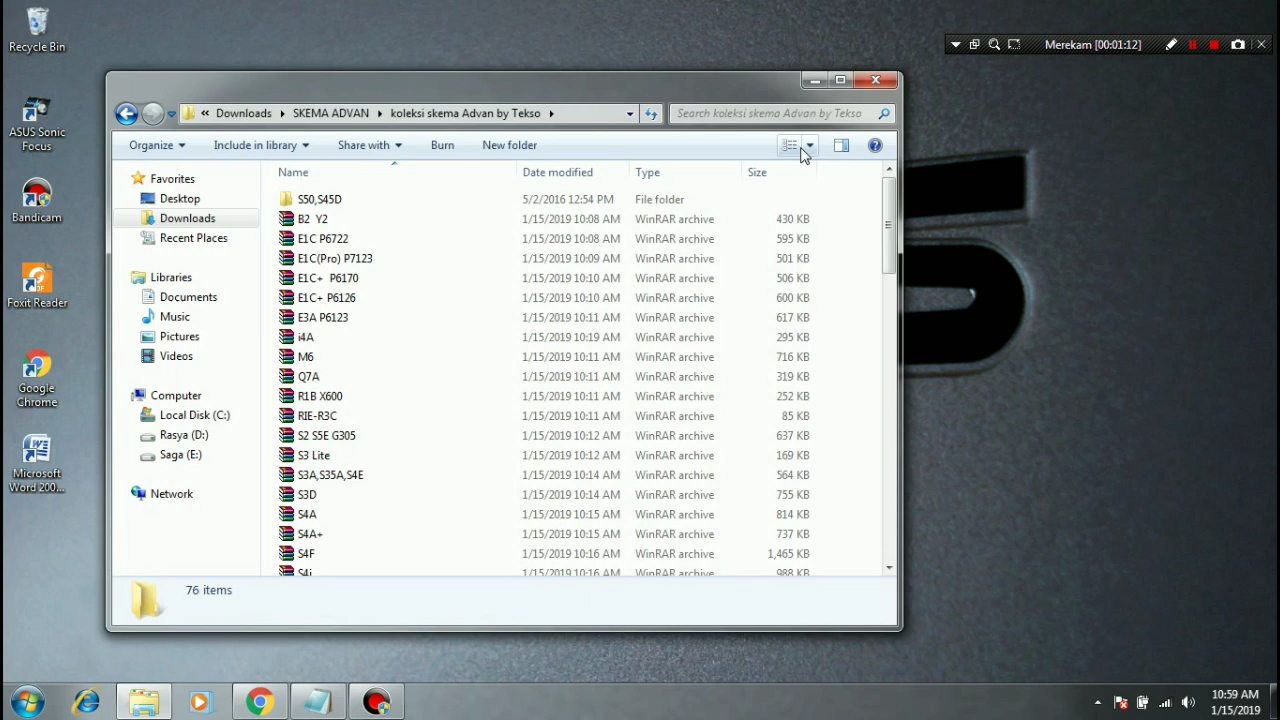 Recycle Bin
ASUS Sonic
Focus
Bandicam
Foxit Reader
Google
Chrome
Microsoft
Word 200...
Merekam [00:01:12]
« Downloads SKEMA ADVAN koleksi skema Advan by Tekso
Search koleksi skema Advan by Tekso
Organize Include in library Share with Burn New folder
Favorites
Desktop
Downloads
Recent Places
Libraries
Documents
Music
Pictures
Videos
Computer
Local Disk (C:)
Rasya (D:)
Saga (E:)
Network
Name Date modified Type Size
S50,S45D 5/2/2016 12:54 PM File folder
B2 Y2 1/15/2019 10:08 AM WinRAR archive 430 KB
E1C P6722 1/15/2019 10:08 AM WinRAR archive 595 KB
E1C(Pro) P7123 1/15/2019 10:09 AM WinRAR archive 501 KB
E1C+ P6170 1/15/2019 10:10 AM WinRAR archive 506 KB
E1C+ P6126 1/15/2019 10:10 AM WinRAR archive 600 KB
E3A P6123 1/15/2019 10:11 AM WinRAR archive 617 KB
i4A 1/15/2019 10:19 AM WinRAR archive 295 KB
M6 1/15/2019 10:11 AM WinRAR archive 716 KB
Q7A 1/15/2019 10:11 AM WinRAR archive 319 KB
R1B X600 1/15/2019 10:11 AM WinRAR archive 252 KB
RIE-R3C 1/15/2019 10:11 AM WinRAR archive 85 KB
S2 S5E G305 1/15/2019 10:12 AM WinRAR archive 637 KB
S3 Lite 1/15/2019 10:12 AM WinRAR archive 169 KB
S3A,S35A,S4E 1/15/2019 10:14 AM WinRAR archive 564 KB
S3D 1/15/2019 10:14 AM WinRAR archive 755 KB
S4A 1/15/2019 10:15 AM WinRAR archive 814 KB
S4A+ 1/15/2019 10:15 AM WinRAR archive 737 KB
S4F 1/15/2019 10:16 AM WinRAR archive 1,465 KB
S4i 1/15/2019 10:16 AM WinRAR archive 988 KB
76 items
10:59 AM
1/15/2019